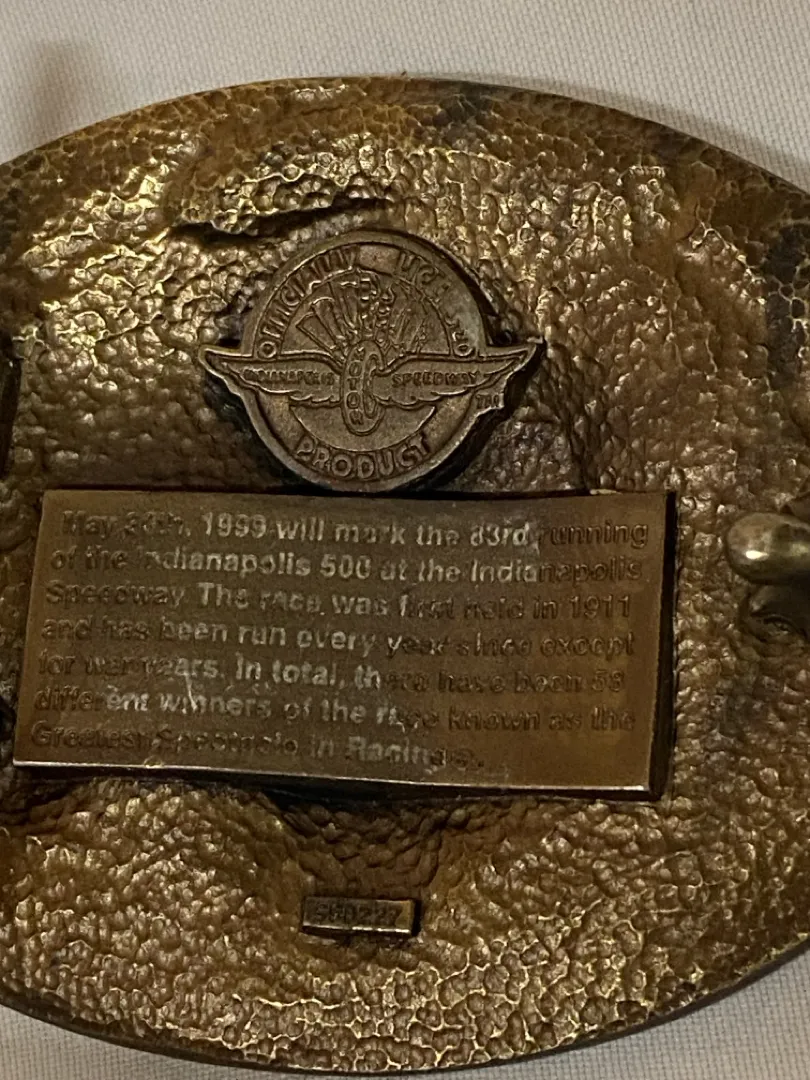 OFFICIALLY LICENSED
INDIANAPOLIS SPEEDWAY
MOTOR
PRODUCT
May 30th, 1999 will mark the 83rd running
of the Indianapolis 500 at the Indianapolis
Speedway. The race was first held in 1911
and has been run every year since except
for war years. In total, there have been
different winners of the race known as the
Greatest Spectacle in Racing